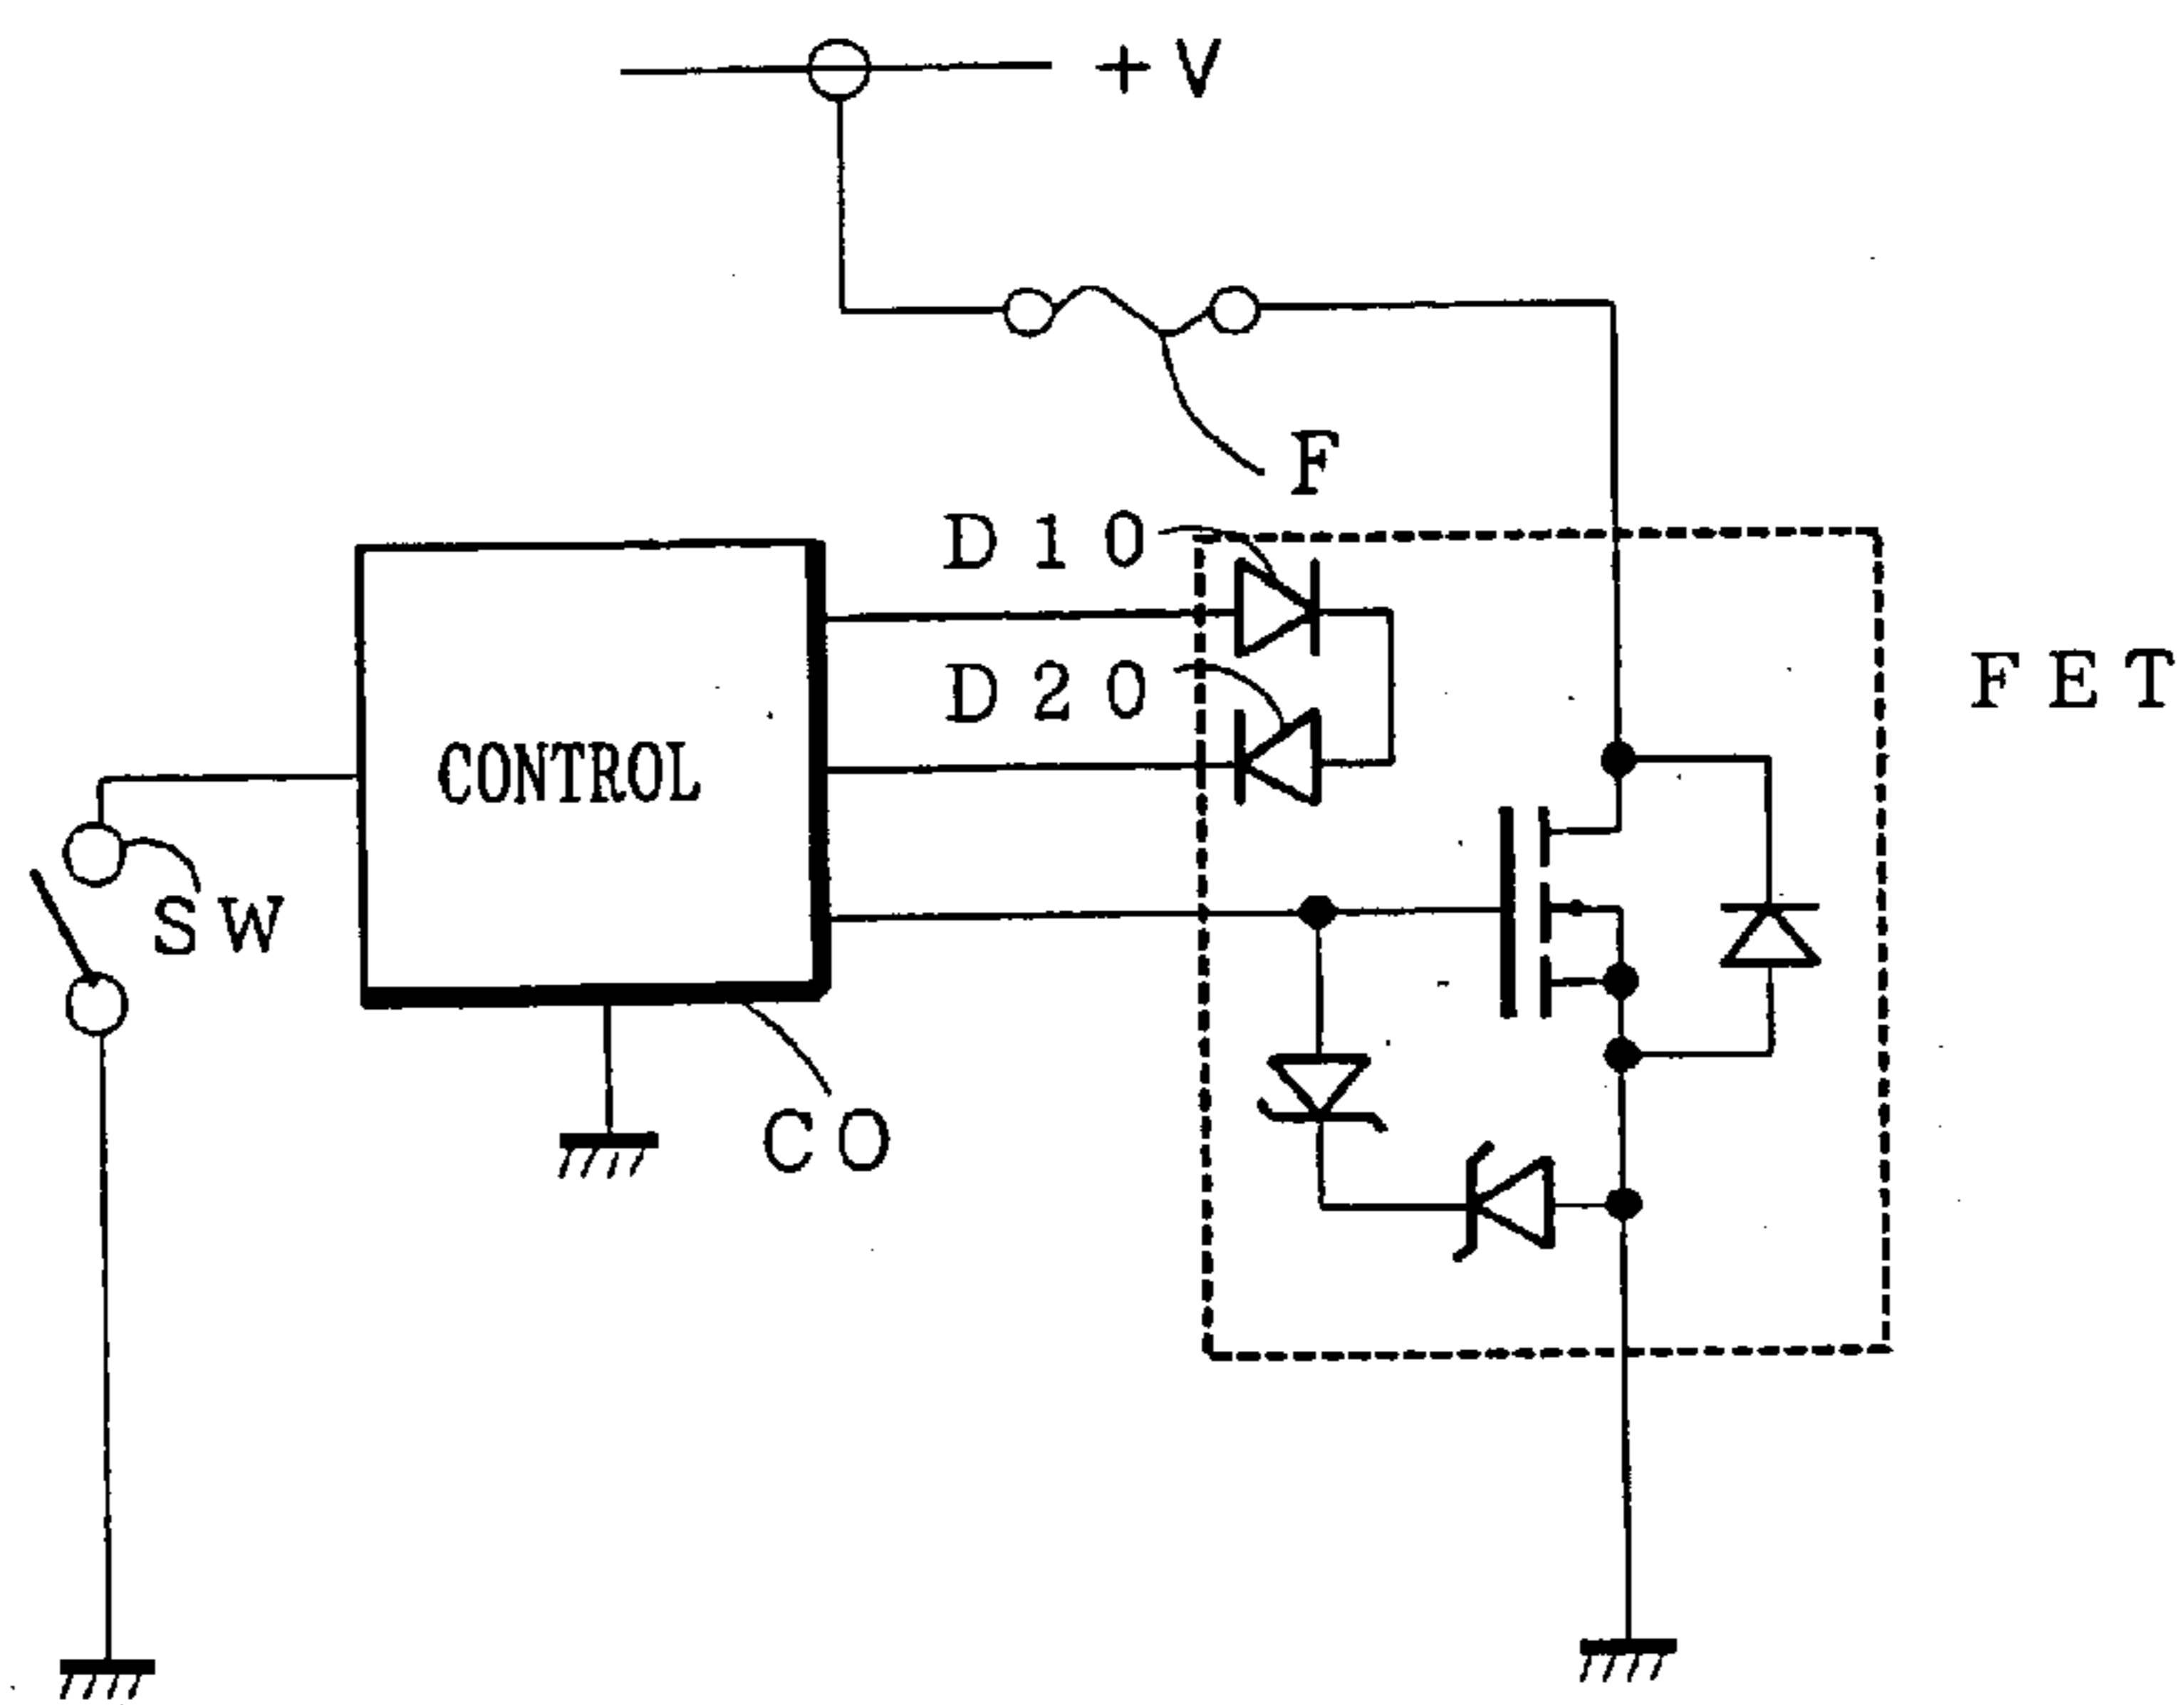 +V
F
D10
D20
FET
CONTROL
SW
CO